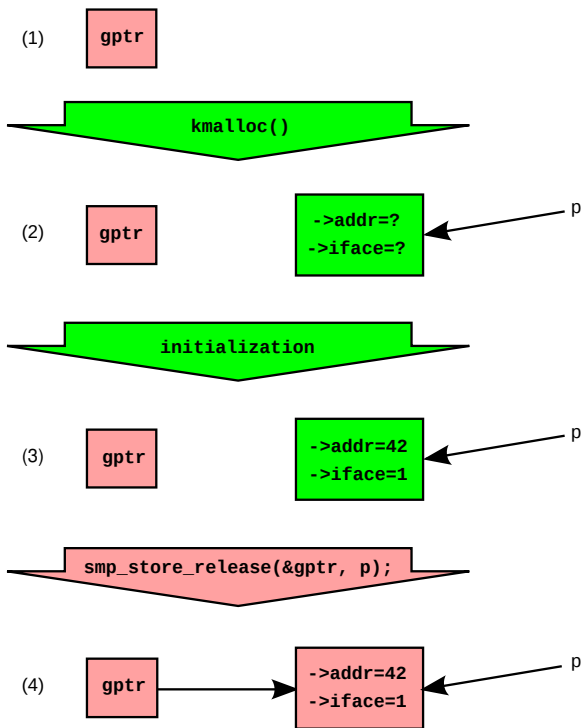 (1) gptr
kmalloc()
(2) gptr ->addr=? p
->iface=?
initialization
(3) gptr ->addr=42 p
->iface=1
smp_store_release(&gptr, p);
(4) gptr ->addr=42 p
->iface=1